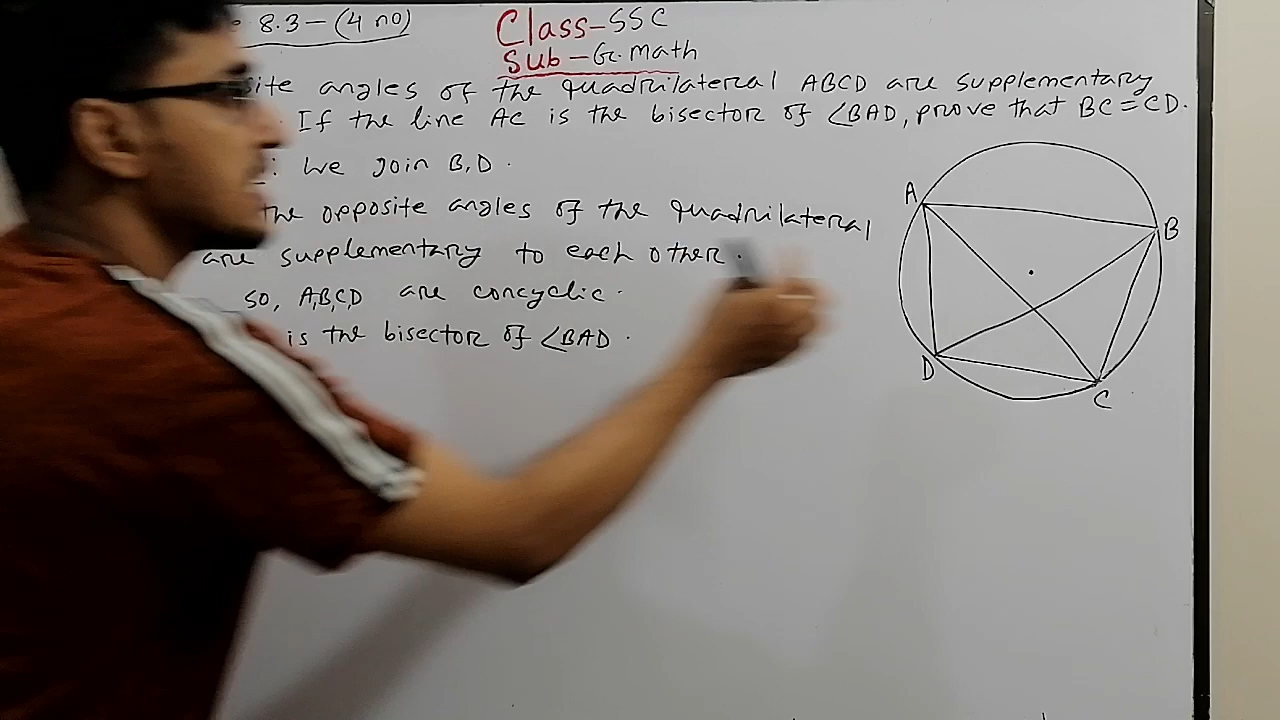 8.3 – (4 no)
Class – SSC
Sub – G. Math
angles of the quadrilateral ABCD are supplementary
If the line AC is the bisector of ∠BAD, prove that BC = CD.
: We join B, D.
the opposite angles of the quadrilateral
are supplementary to each other.
so, A,B,C,D are concyclic.
is the bisector of ∠BAD.
A
B
D
C